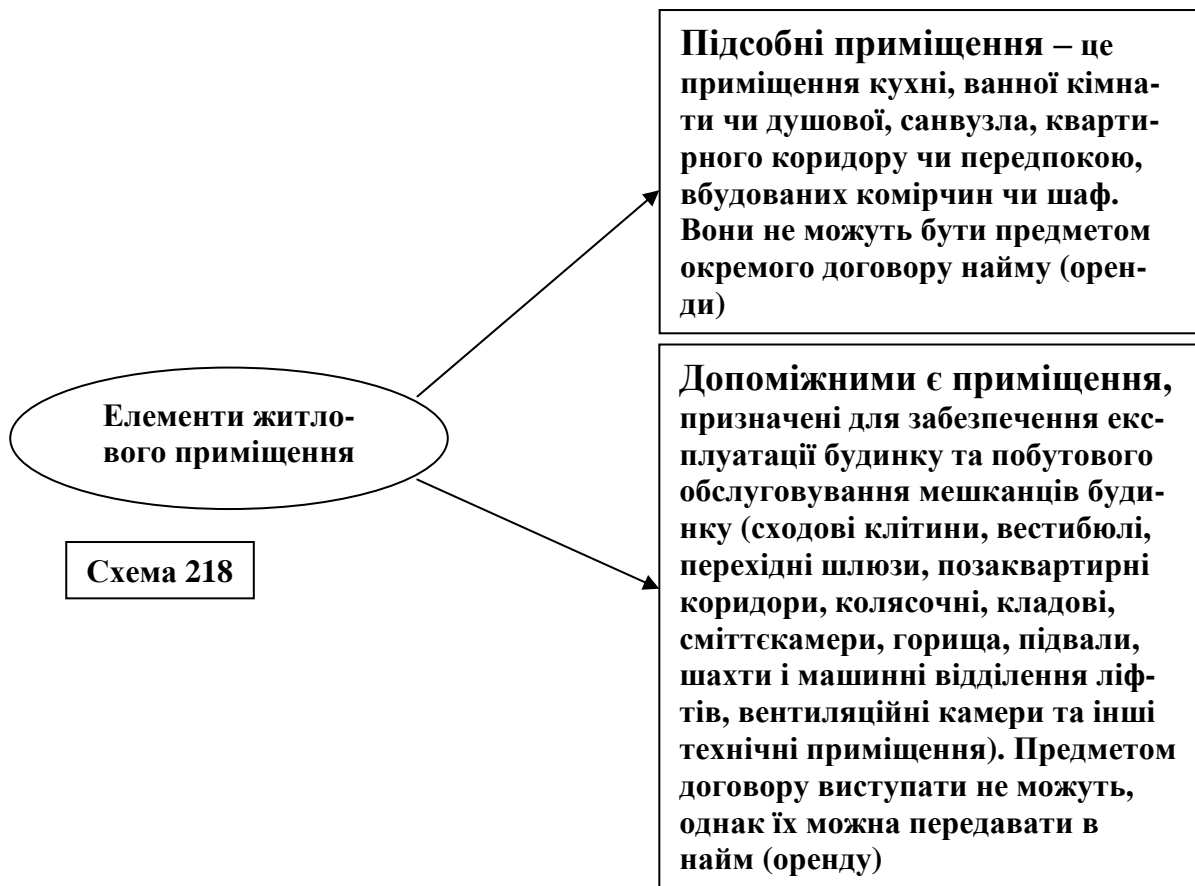 Підсобні приміщення – це
приміщення кухні, ванної кімна-
ти чи душової, санвузла, кварти-
рного коридору чи передпокою,
вбудованих комірчин чи шаф.
Вони не можуть бути предметом
окремого договору найму (орен-
ди)
Елементи житло-
вого приміщення
Схема 218
Допоміжними є приміщення,
призначені для забезпечення екс-
плуатації будинку та побутового
обслуговування мешканців буди-
нку (сходові клітини, вестибюлі,
перехідні шлюзи, позаквартирні
коридори, колясочні, кладові,
сміттєкамери, горища, підвали,
шахти і машинні відділення ліф-
тів, вентиляційні камери та інші
технічні приміщення). Предметом
договору виступати не можуть,
однак їх можна передавати в
найм (оренду)